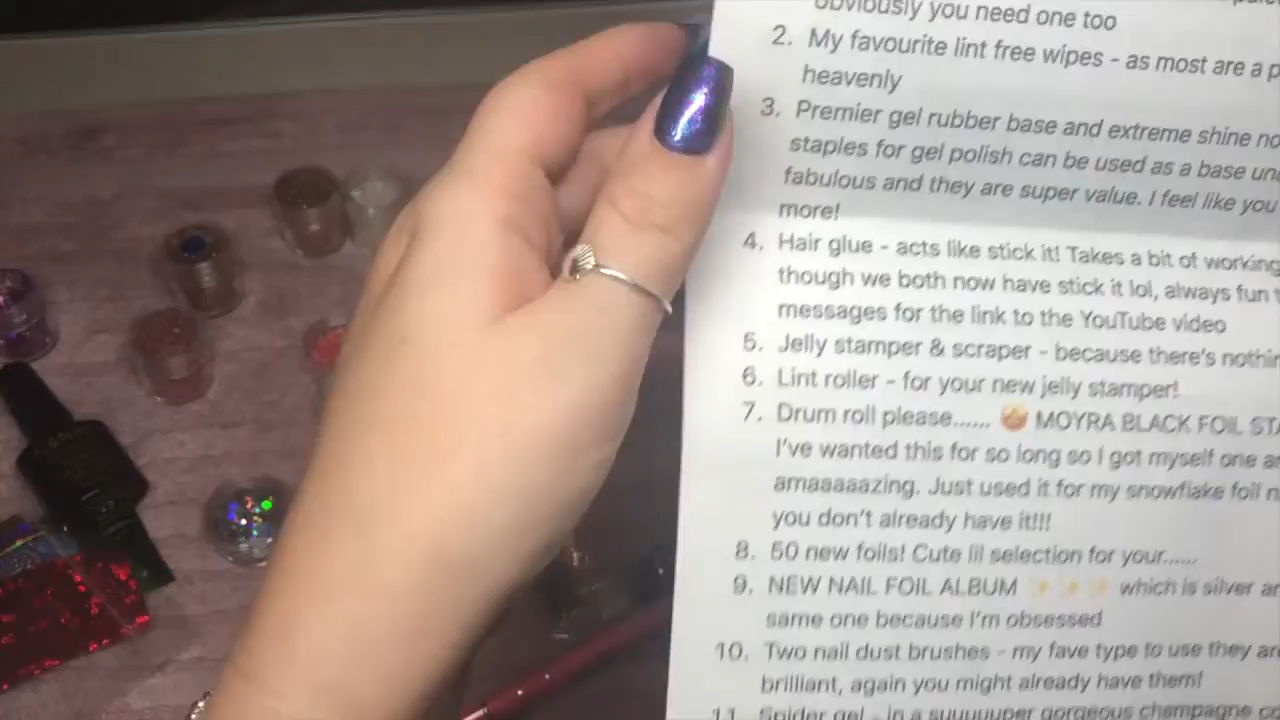 obviously you need one too
2. My favourite lint free wipes - as most are a
heavenly
3. Premier gel rubber base and extreme shine
staples for gel polish can be used as a base
fabulous and they are super value. I feel like you
more!
4. Hair glue - acts like stick it! Takes a bit of working
though we both now have stick it lol, always fun
messages for the link to the YouTube video
5. Jelly stamper & scraper - because there's
6. Lint roller - for your new jelly stamper!
7. Drum roll please...... 🤩 MOYRA BLACK FOIL
I've wanted this for so long so I got myself one
amaaaaazing. Just used it for my snowflake foil
you don't already have it!!!
8. 50 new foils! Cute lil selection for your......
9. NEW NAIL FOIL ALBUM ✨ ✨ ✨ which is silver
same one because I'm obsessed
10. Two nail dust brushes - my fave type to use they
brilliant, again you might already have them!
11. Spider gel - in a suuuuuper gorgeous champagne